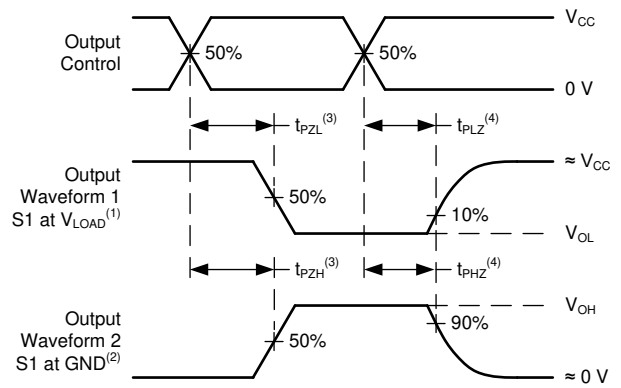 V_CC
Output
Control
50%
50%
0 V
t_PZL^(3)
t_PLZ^(4)
≈ V_CC
Output
Waveform 1
S1 at V_LOAD^(1)
50%
10%
V_OL
t_PZH^(3)
t_PHZ^(4)
V_OH
Output
Waveform 2
S1 at GND^(2)
50%
90%
≈ 0 V